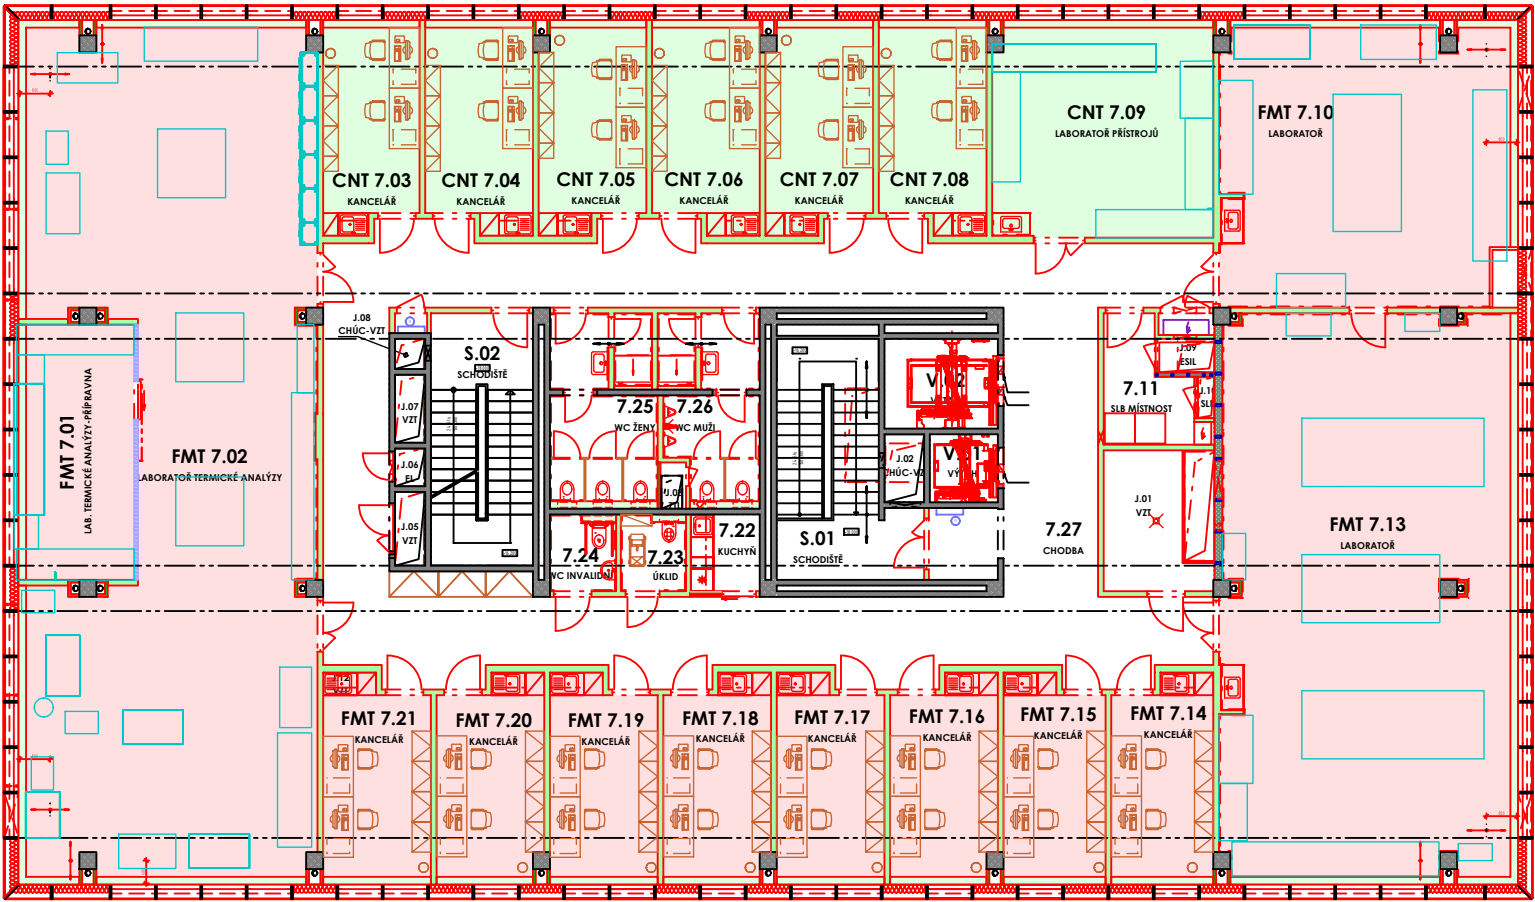 CNT 7.03
KANCELÁŘ
CNT 7.04
KANCELÁŘ
CNT 7.05
KANCELÁŘ
CNT 7.06
KANCELÁŘ
CNT 7.07
KANCELÁŘ
CNT 7.08
KANCELÁŘ
CNT 7.09
LABORATOŘ PŘÍSTROJŮ
FMT 7.10
LABORATOŘ
J.08
CHÚC-VZT
S.02
SCHODIŠTĚ
J.07
VZT
J.06
J.05
VZT
7.25
WC ŽENY
7.26
WC MUŽI
J.02
7.11
SLB MÍSTNOST
J.09
ESIL
J.01
VZT
FMT 7.01
LAB. TERMICKÉ ANALÝZY-PŘÍPRAVNA
FMT 7.02
LABORATOŘ TERMICKÉ ANALÝZY
7.24
WC INVALIDNÍ
7.23
ÚKLID
7.22
KUCHYŇ
S.01
SCHODIŠTĚ
7.27
CHODBA
FMT 7.13
LABORATOŘ
FMT 7.21
KANCELÁŘ
FMT 7.20
KANCELÁŘ
FMT 7.19
KANCELÁŘ
FMT 7.18
KANCELÁŘ
FMT 7.17
KANCELÁŘ
FMT 7.16
KANCELÁŘ
FMT 7.15
KANCELÁŘ
FMT 7.14
KANCELÁŘ